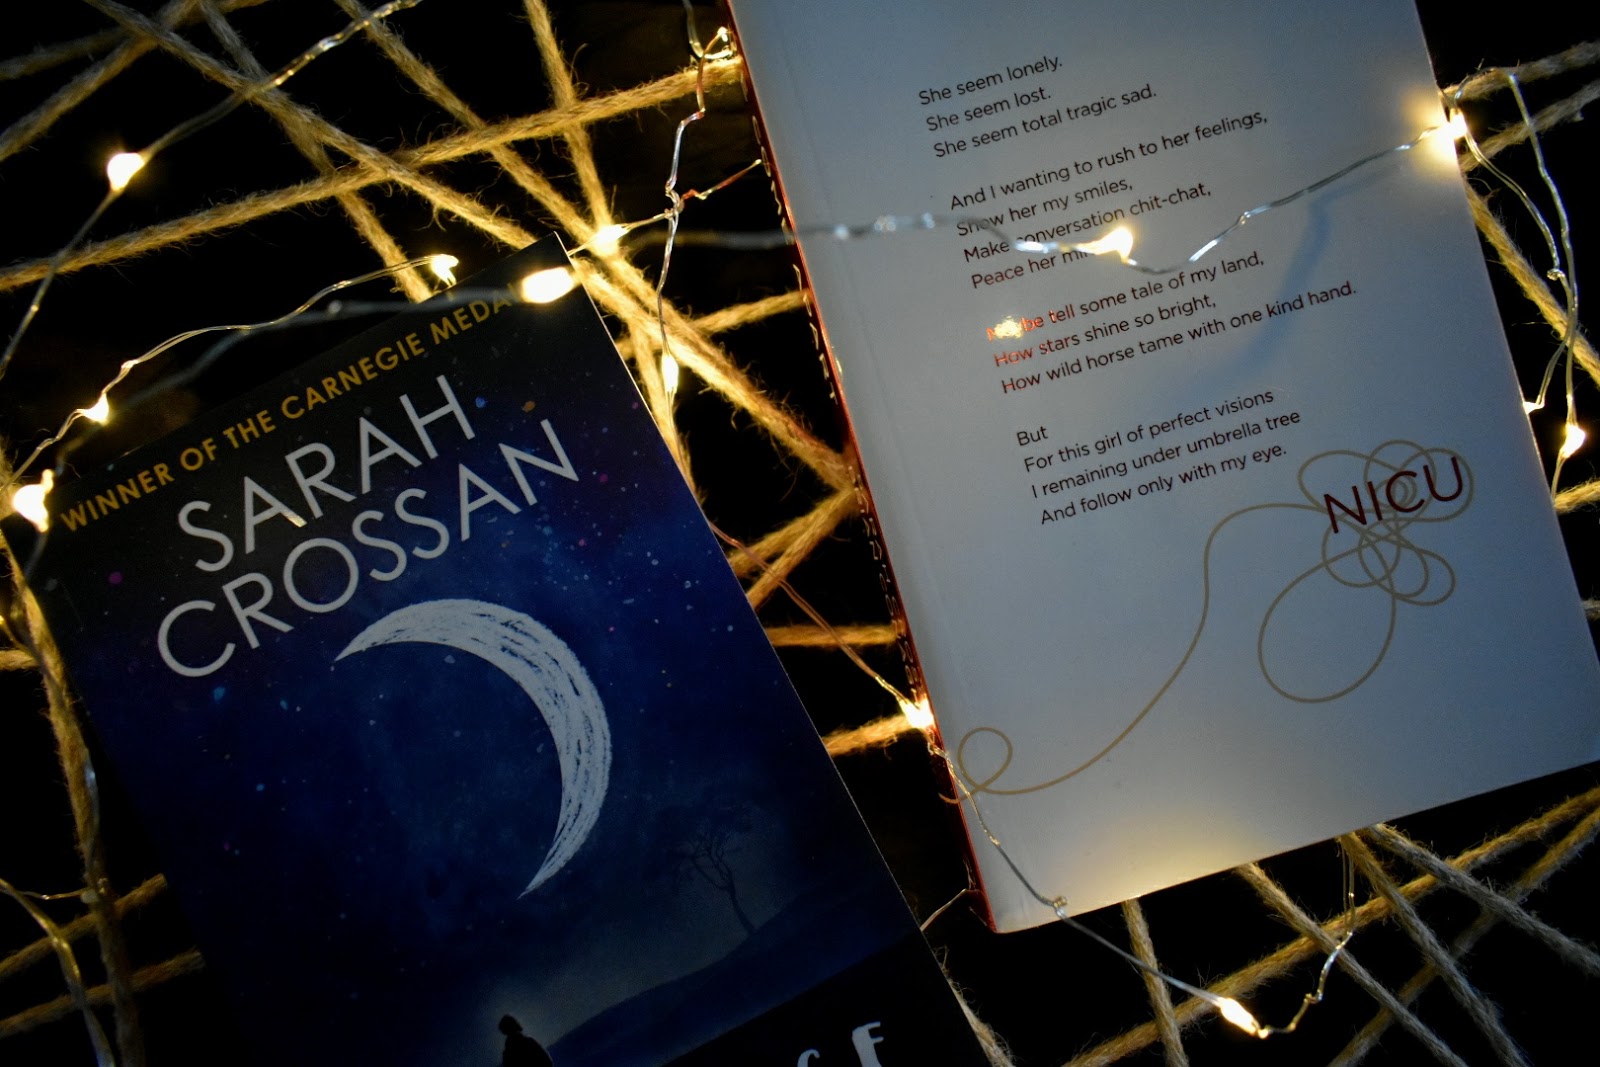 WINNER OF THE CARNEGIE MEDAL
SARAH
CROSSAN
She seem lonely.
She seem lost.
She seem total tragic sad.
And I wanting to rush to her feelings,
Show her my smiles,
Make conversation chit-chat,
Peace her
Maybe tell some tale of my land,
How stars shine so bright,
How wild horse tame with one kind hand.
But
For this girl of perfect visions
I remaining under umbrella tree
And follow only with my eye.
NICU